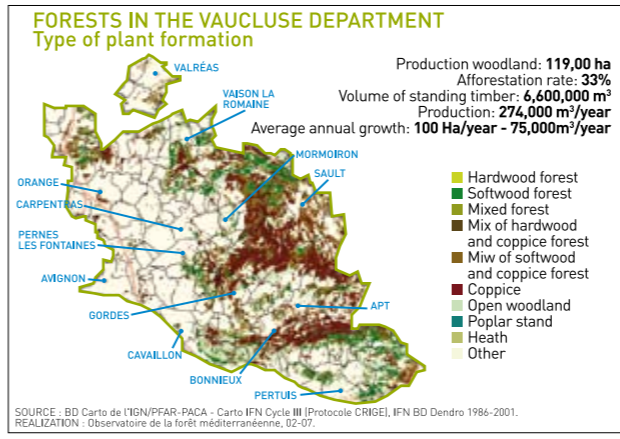 FORESTS IN THE VAUCLUSE DEPARTMENT
Type of plant formation
Production woodland: 119,00 ha
Afforestation rate: 33%
Volume of standing timber: 6,600,000 m³
Production: 274,000 m³/year
Average annual growth: 100 Ha/year - 75,000m³/year
VALRÉAS
VAISON LA
ROMAINE
MORMOIRON
SAULT
ORANGE
CARPENTRAS
PERNES
LES FONTAINES
AVIGNON
GORDES
APT
CAVAILLON
BONNIEUX
PERTUIS
Hardwood forest
Softwood forest
Mixed forest
Mix of hardwood
and coppice forest
Miw of softwood
and coppice forest
Coppice
Open woodland
Poplar stand
Heath
Other
SOURCE : BD Carto de l'IGN/PFAR-PACA - Carto IFN Cycle III (Protocole CRIGE), IFN BD Dendro 1986-2001.
REALIZATION : Observatoire de la forêt méditerranéenne, 02-07.